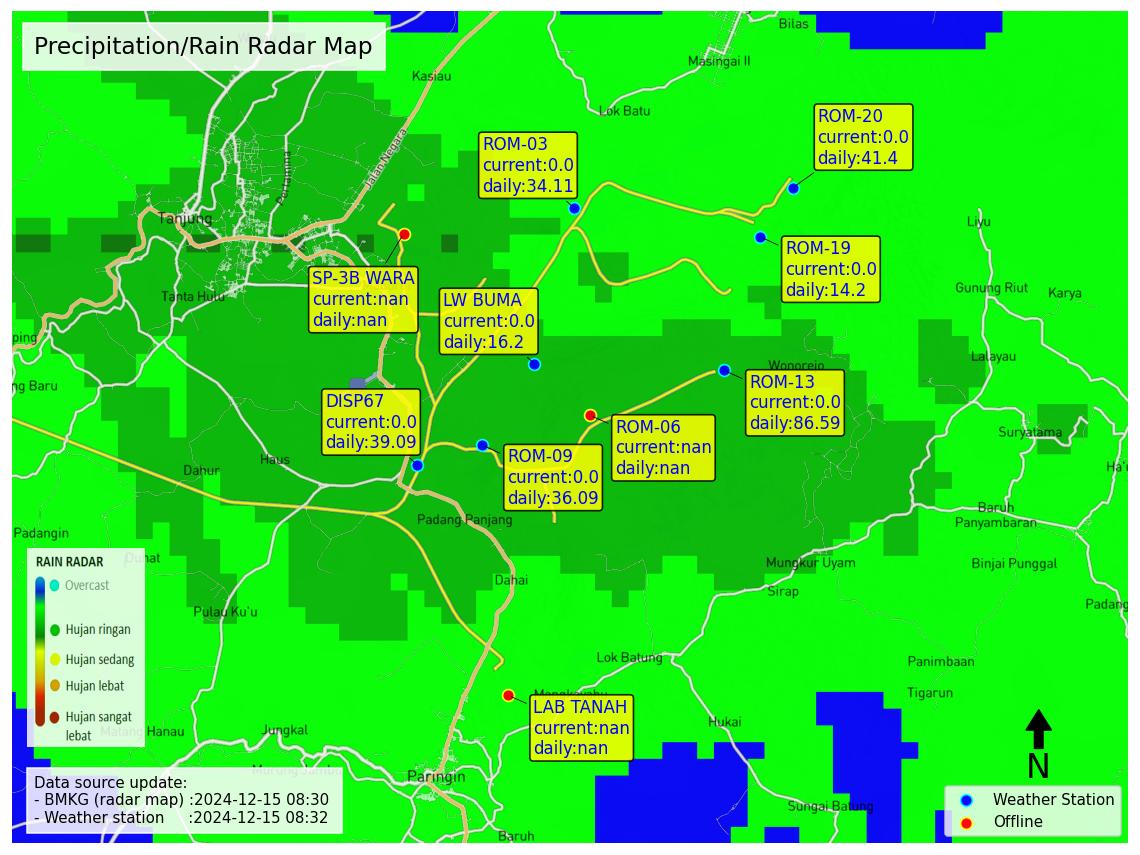 Precipitation/Rain Radar Map
Bilas
Masingai II
Kasiau
Lok Batu
ROM-20
current:0.0
daily:41.4
ROM-03
current:0.0
daily:34.11
Jalan Negara
Pertamina
Tanjung
Liyu
ROM-19
current:0.0
daily:14.2
SP-3B WARA
current:nan
daily:nan
LW BUMA
current:0.0
daily:16.2
Tanta Hulu
Gunung Riut
Karya
ping
Lalayau
Wonorejo
ng Baru
ROM-13
current:0.0
daily:86.59
DISP67
current:0.0
daily:39.09
ROM-06
current:nan
daily:nan
Suryatama
ROM-09
current:0.0
daily:36.09
Haus
Dahur
Ha'u
Baruh
Panyambaran
Padang Panjang
Padangin
Mungkur Uyam
Binjai Punggal
RAIN RADAR
Overcast
Hujan ringan
Hujan sedang
Hujan lebat
Hujan sangat
lebat
Dahai
Sirap
Pulau Ku'u
Padang
Lok Batung
Panimbaan
Tigarun
LAB TANAH
current:nan
daily:nan
Hukai
Jungkal
Hanau
N
Paringin
Data source update:
- BMKG (radar map) :2024-12-15 08:30
- Weather station :2024-12-15 08:32
Sungai Batung
Weather Station
Offline
Baruh